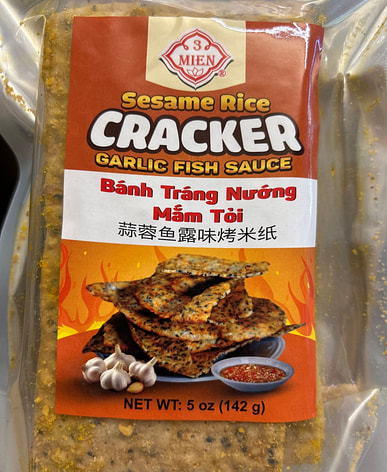 3
MIEN
®
Sesame Rice
CRACKER
GARLIC FISH SAUCE
Bánh Tráng Nướng
Mắm Tỏi
蒜蓉鱼露味烤米纸
NET WT: 5 oz (142 g)